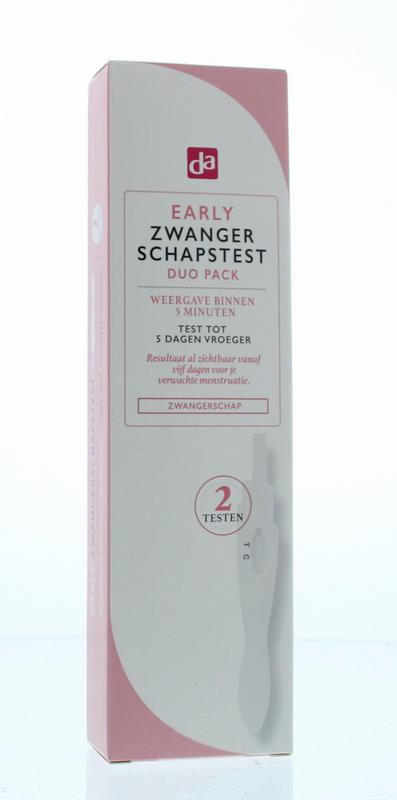 da
EARLY
ZWANGER
SCHAPSTEST
DUO PACK
WEERGAVE BINNEN
5 MINUTEN
TEST TOT
5 DAGEN VROEGER
Resultaat al zichtbaar vanaf
vijf dagen voor je
verwachte menstruatie.
ZWANGERSCHAP
2
TESTEN
T C
EARLY ZWANGERSCHAPSTEST